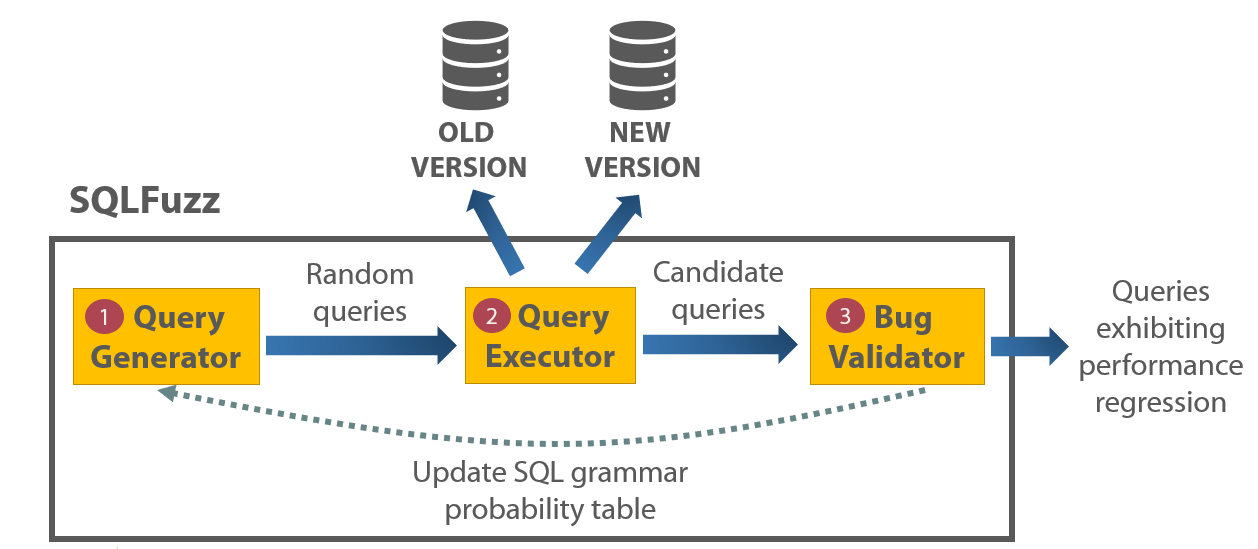 OLD
VERSION
NEW
VERSION
SQLFuzz
1 Query
Generator
Random
queries
2 Query
Executor
Candidate
queries
3 Bug
Validator
Queries
exhibiting
performance
regression
Update SQL grammar
probability table